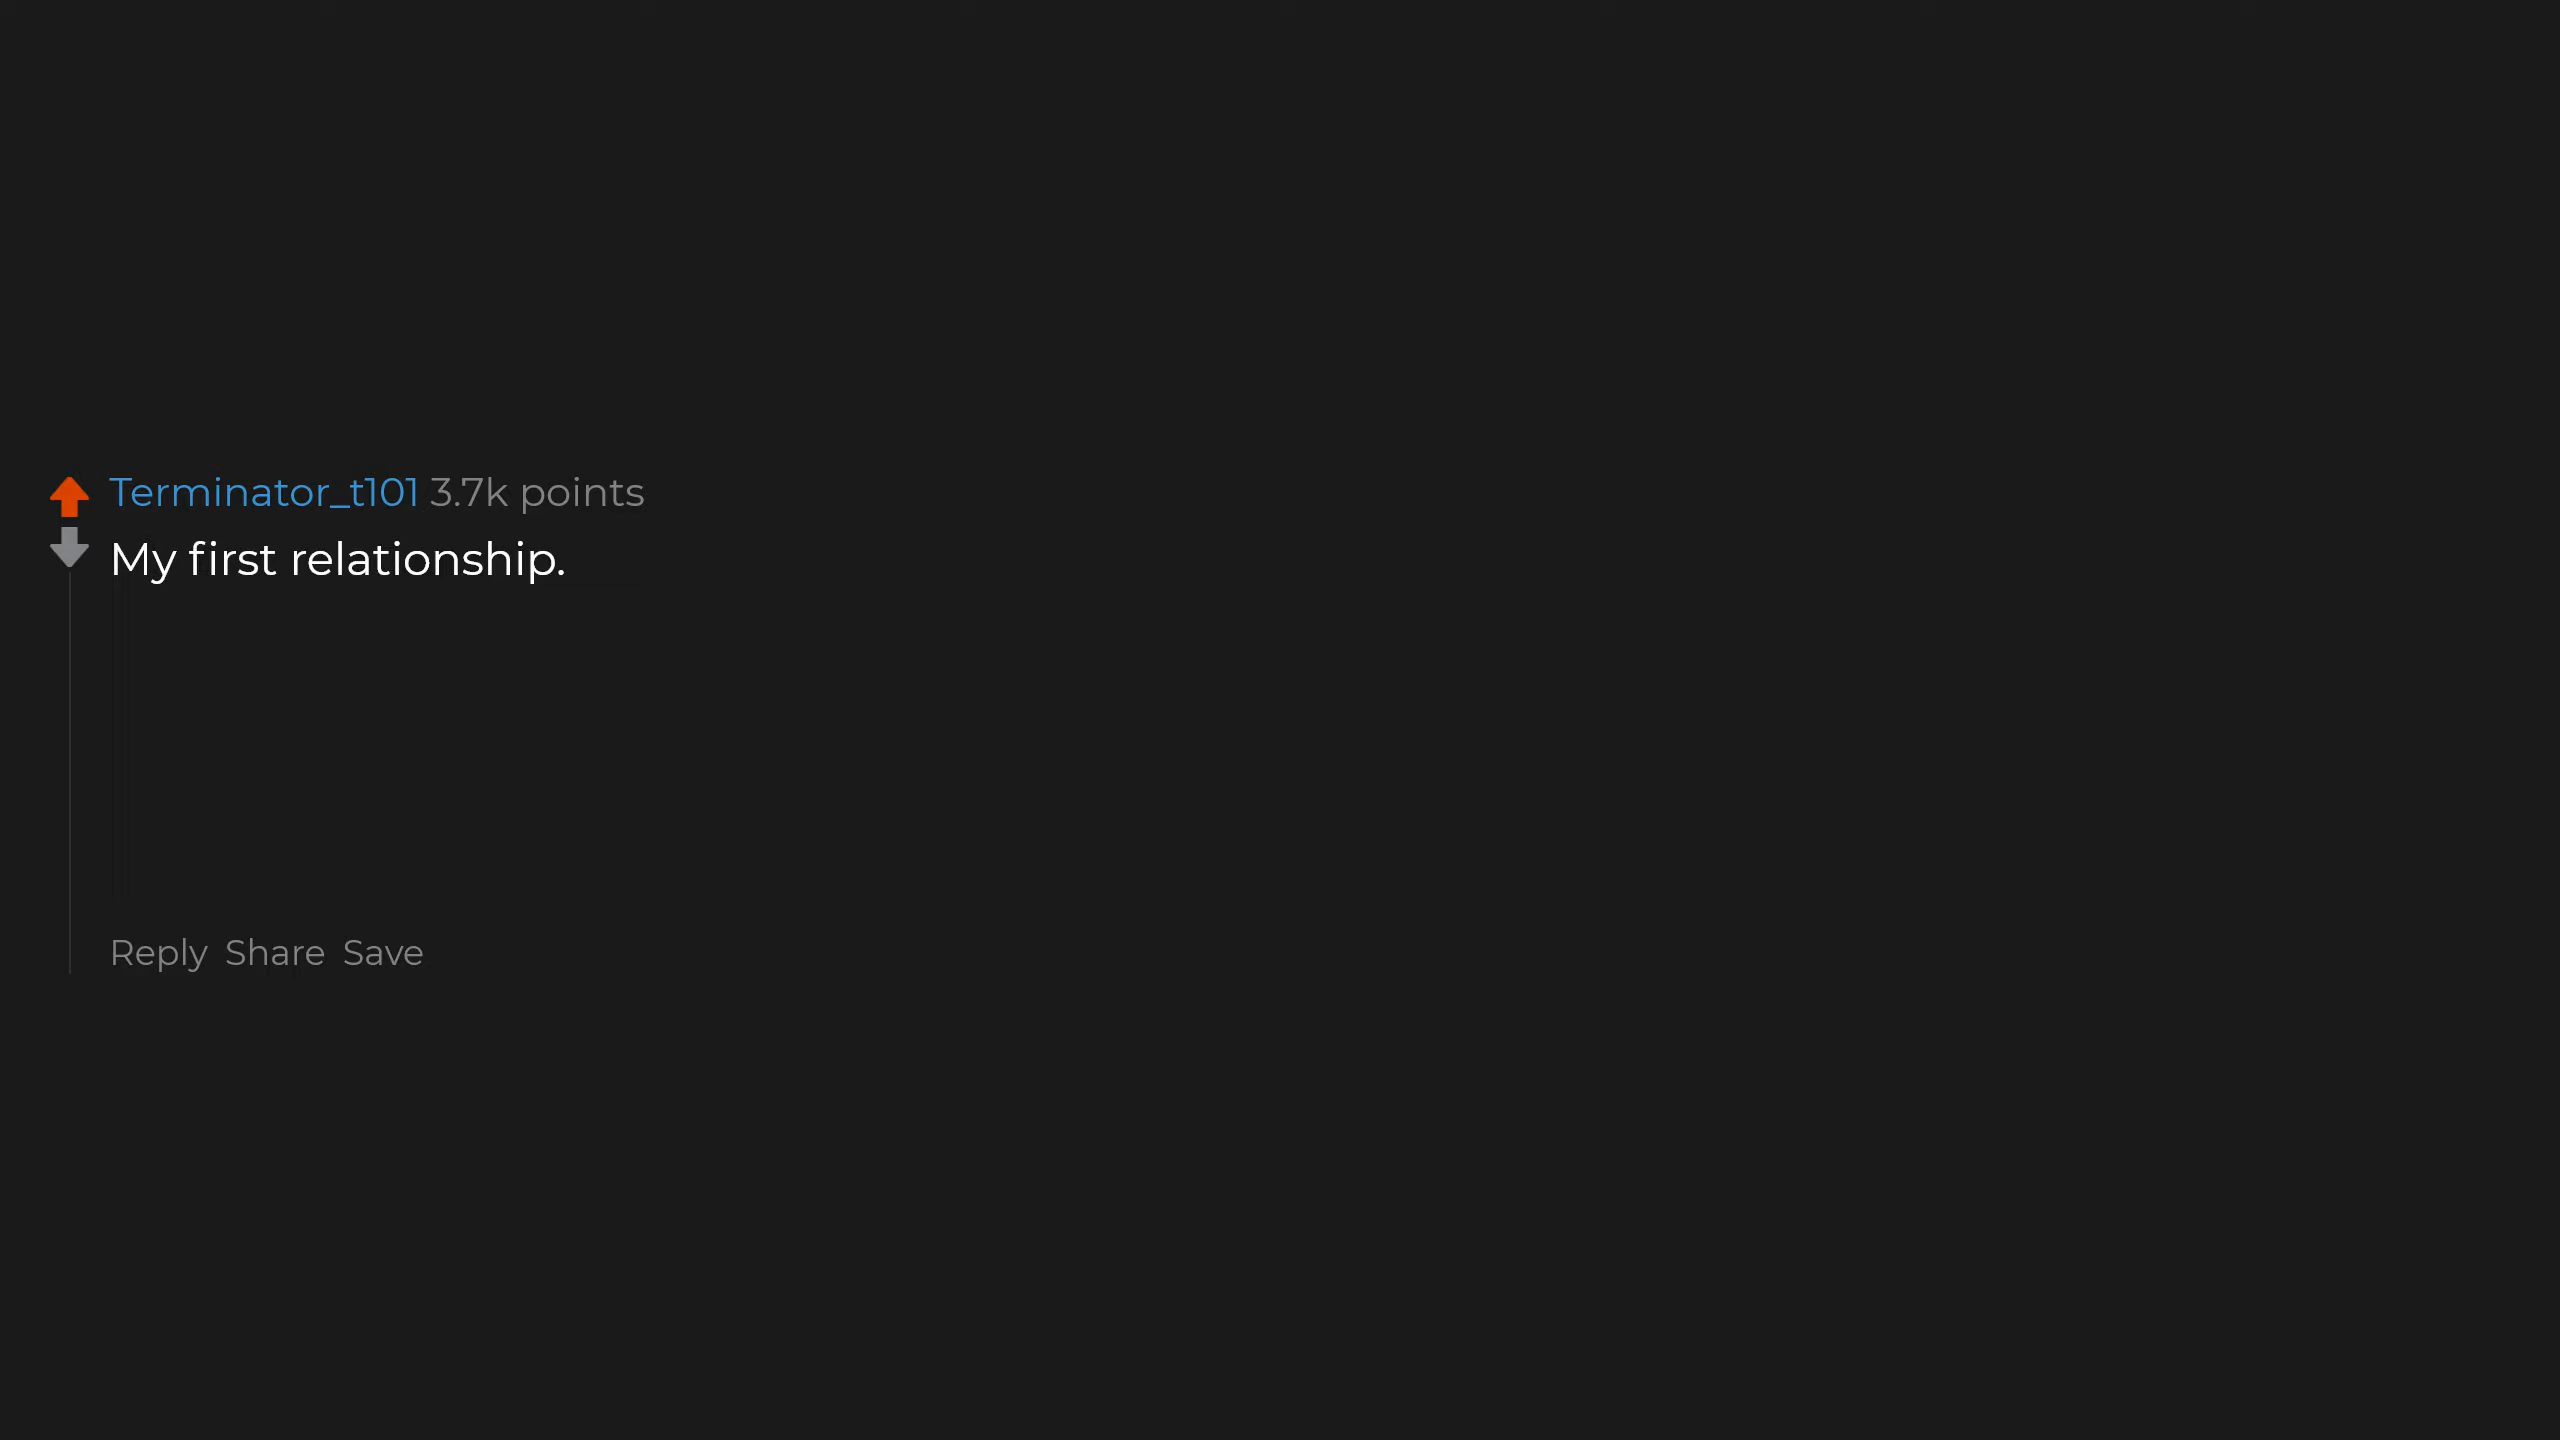 Terminator_t101 3.7k points
My first relationship.
Reply Share Save